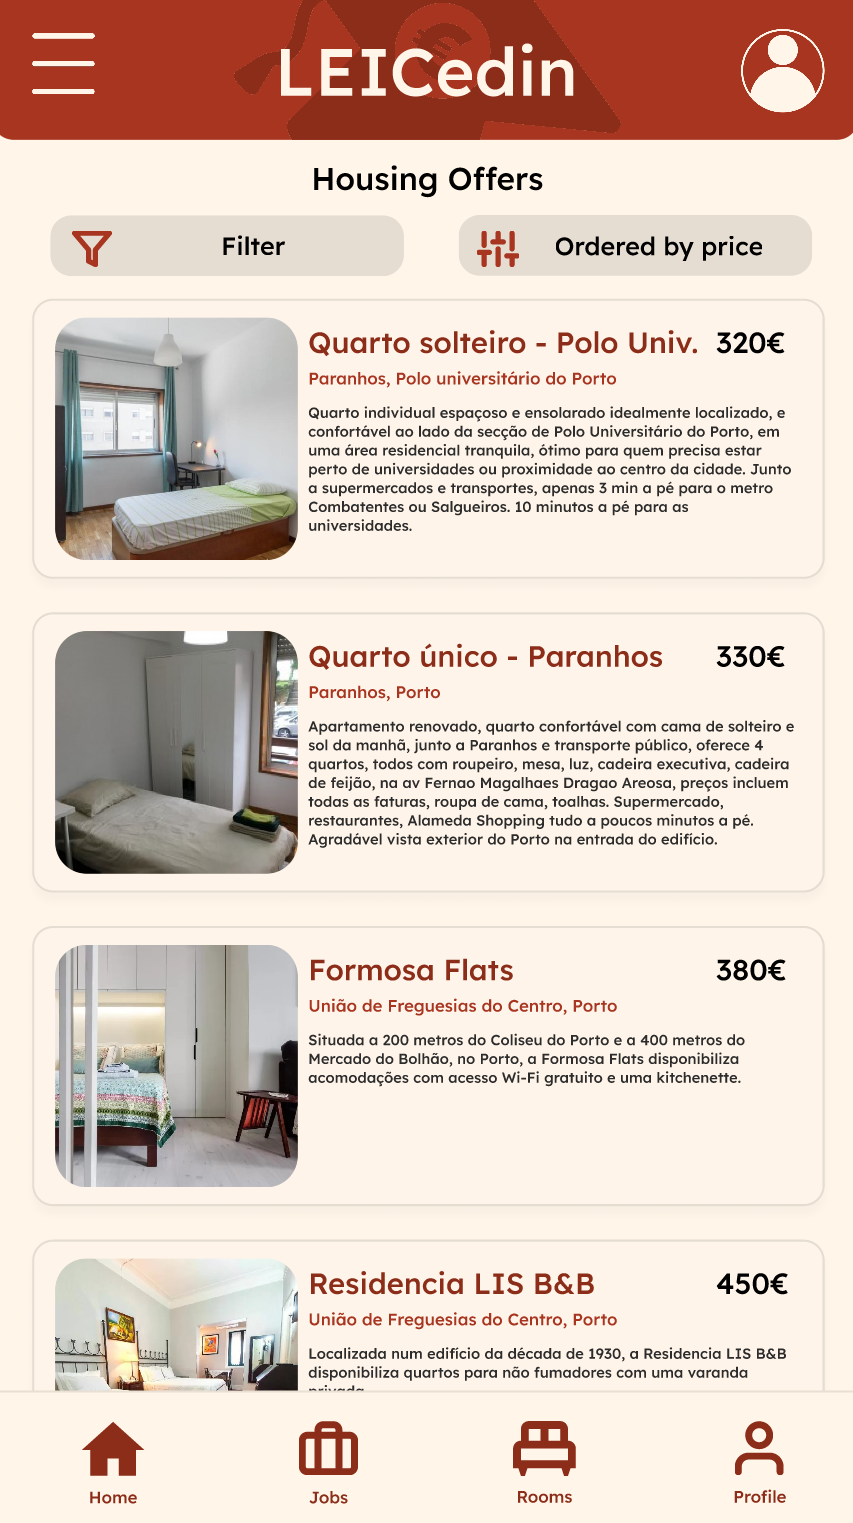 LEICedin
Housing Offers
Filter
Ordered by price
Quarto solteiro - Polo Univ. 320€
Paranhos, Polo universitário do Porto
Quarto individual espaçoso e ensolarado idealmente localizado, e
confortável ao lado da secção de Polo Universitário do Porto, em
uma área residencial tranquila, ótimo para quem precisa estar
perto de universidades ou proximidade ao centro da cidade. Junto
a supermercados e transportes, apenas 3 min a pé para o metro
Combatentes ou Salgueiros. 10 minutos a pé para as
universidades.
Quarto único - Paranhos 330€
Paranhos, Porto
Apartamento renovado, quarto confortável com cama de solteiro e
sol da manhã, junto a Paranhos e transporte público, oferece 4
quartos, todos com roupeiro, mesa, luz, cadeira executiva, cadeira
de feijão, na av Fernao Magalhaes Dragao Areosa, preços incluem
todas as faturas, roupa de cama, toalhas. Supermercado,
restaurantes, Alameda Shopping tudo a poucos minutos a pé.
Agradável vista exterior do Porto na entrada do edifício.
Formosa Flats 380€
União de Freguesias do Centro, Porto
Situada a 200 metros do Coliseu do Porto e a 400 metros do
Mercado do Bolhão, no Porto, a Formosa Flats disponibiliza
acomodações com acesso Wi-Fi gratuito e uma kitchenette.
Residencia LIS B&B 450€
União de Freguesias do Centro, Porto
Localizada num edifício da década de 1930, a Residencia LIS B&B
disponibiliza quartos para não fumadores com uma varanda
privada
Home
Jobs
Rooms
Profile